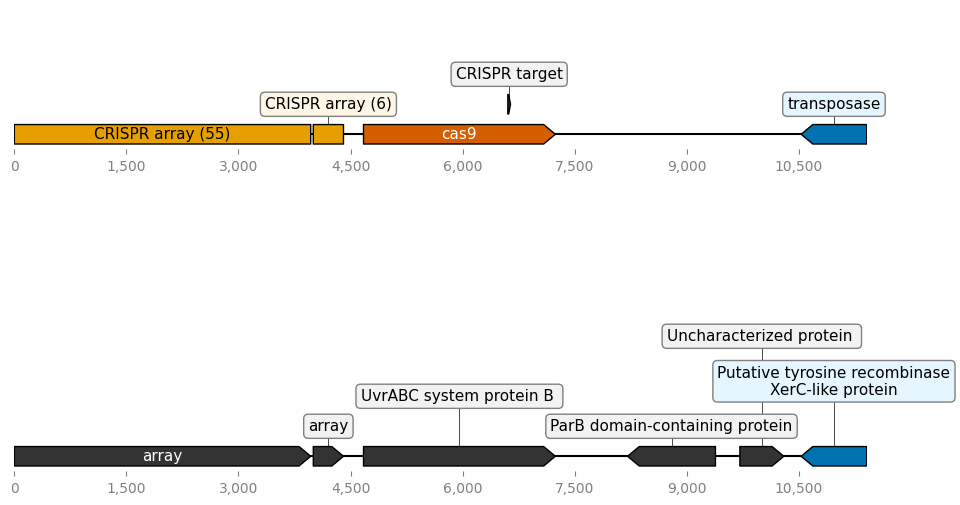 CRISPR target
CRISPR array (6)
transposase
CRISPR array (55)
cas9
0
1,500
3,000
4,500
6,000
7,500
9,000
10,500
Uncharacterized protein
Putative tyrosine recombinase
XerC-like protein
UvrABC system protein B
array
ParB domain-containing protein
array
0
1,500
3,000
4,500
6,000
7,500
9,000
10,500